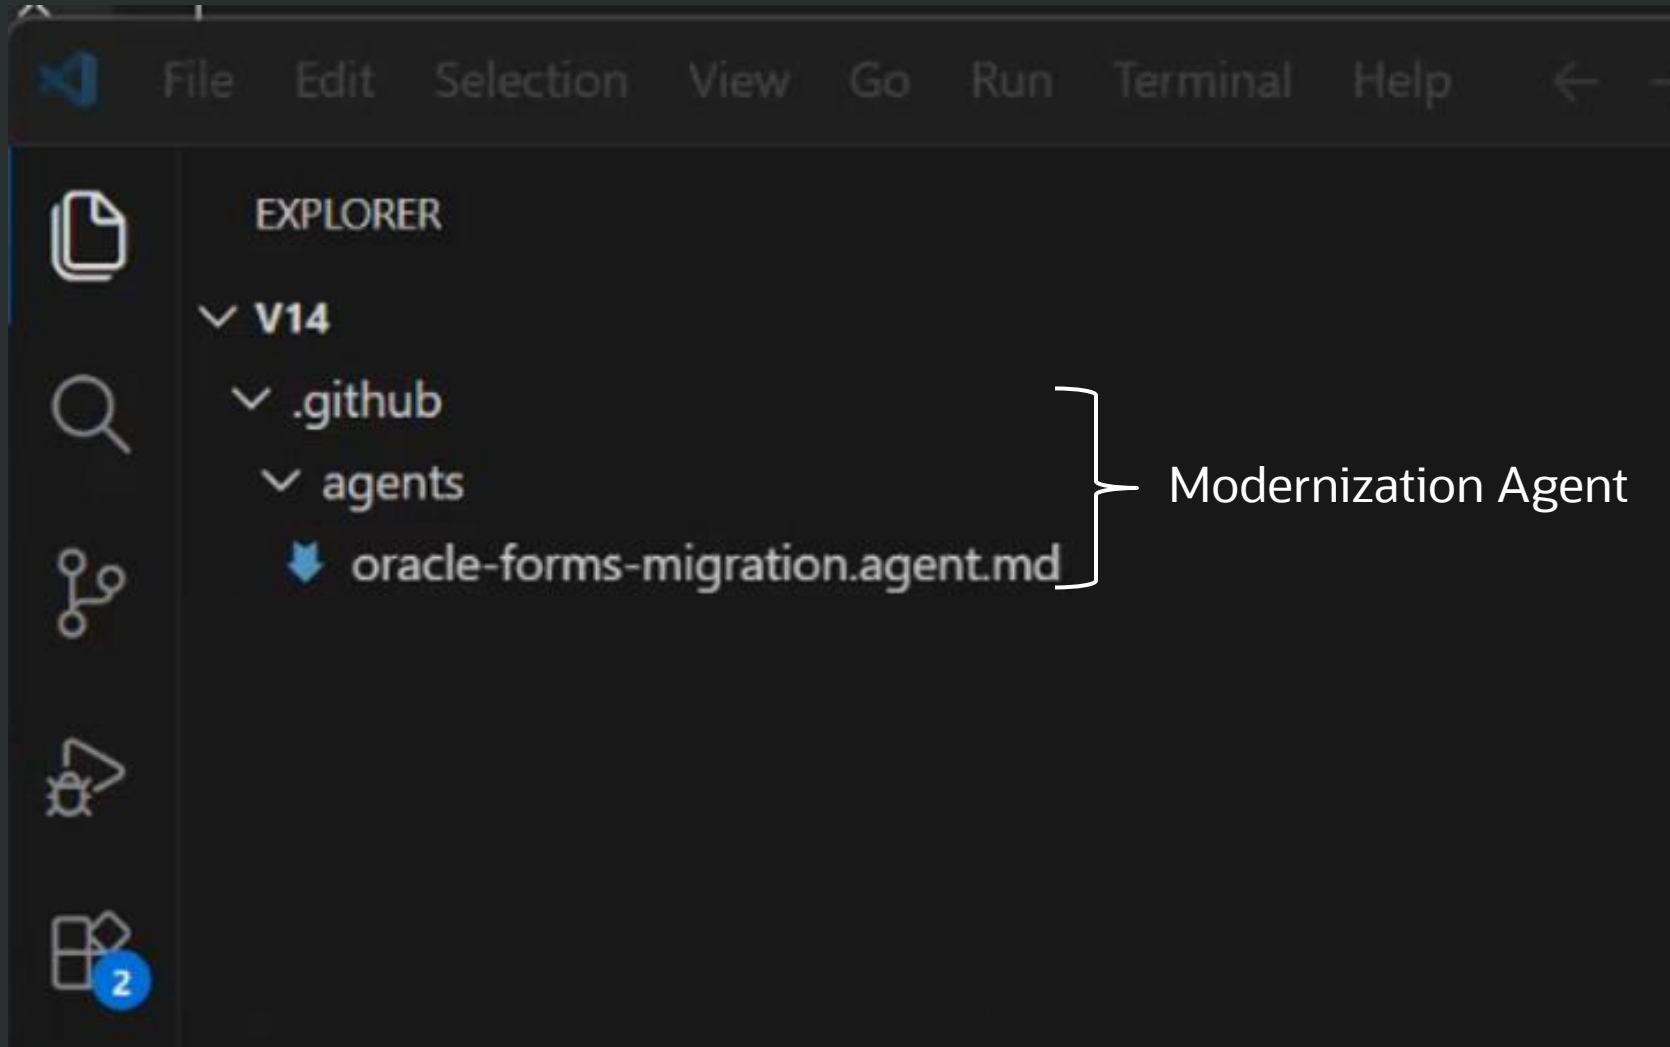 File Edit Selection View Go Run Terminal Help
EXPLORER
V14
.github
agents
oracle-forms-migration.agent.md
Modernization Agent
2